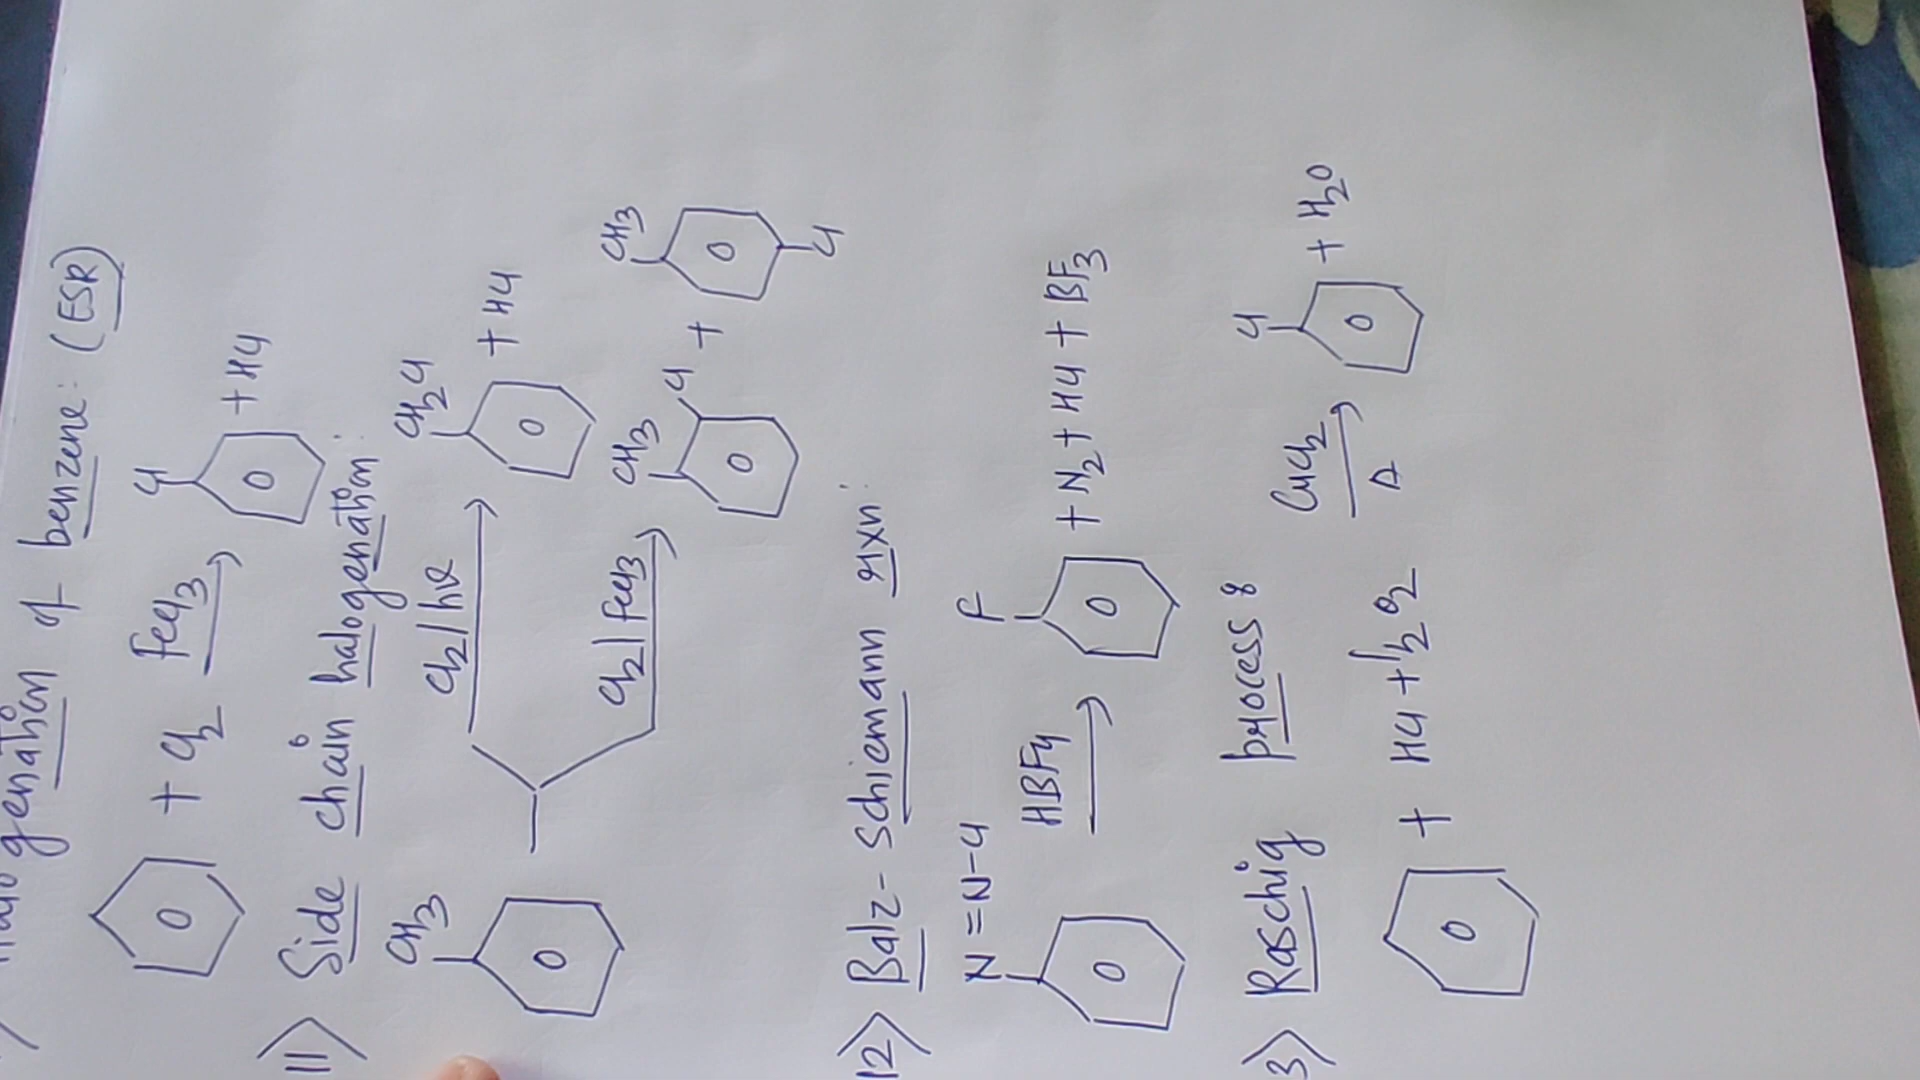 genation of benzene: (ESR)
+ Cl2 FeCl3 Cl + HCl
11) Side chain halogenation:
CH3 Cl2/hν CH2Cl + HCl
Cl2/FeCl3 CH3 Cl + CH3 Cl
12) Balz-Schiemann rxn:
N=N-Cl HBF4 F + N2 + HCl + BF3
3) Raschig process:
+ HCl + 1/2 O2 CuCl2 Δ Cl + H2O